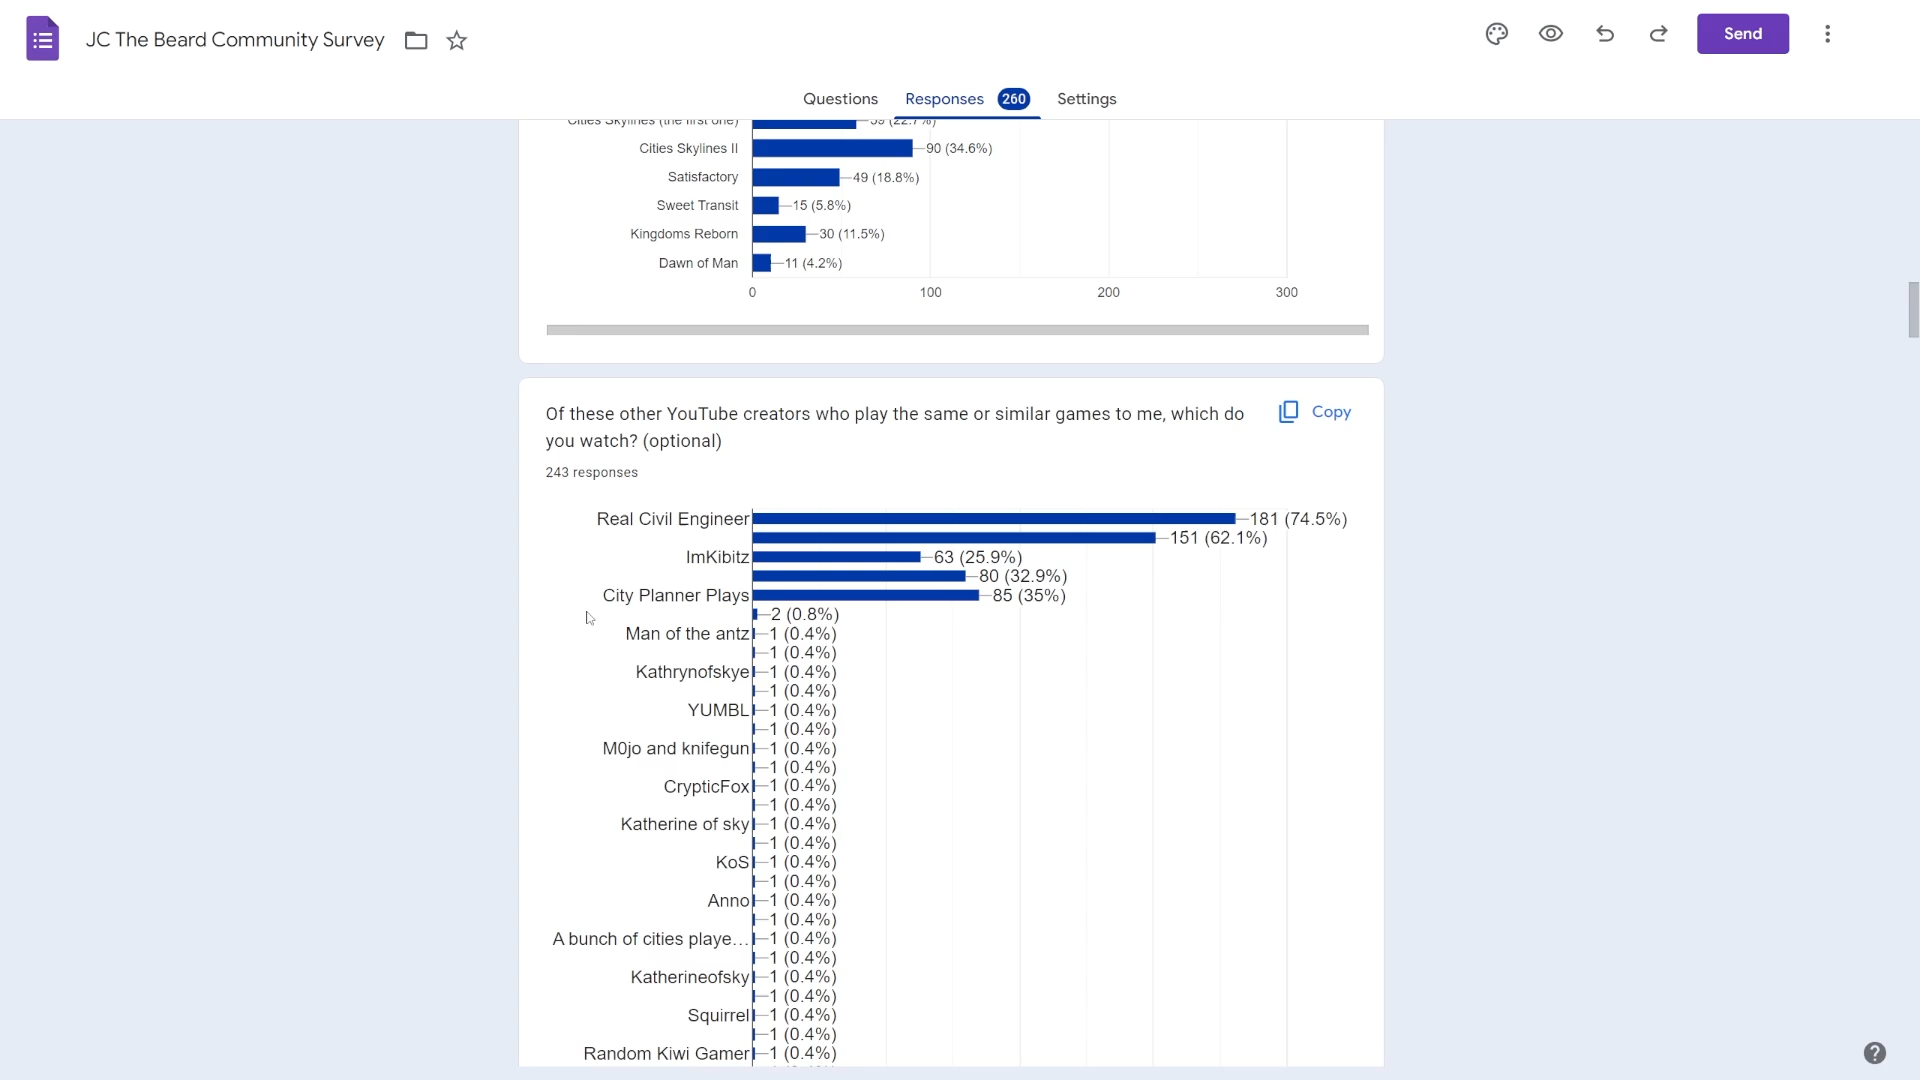 JC The Beard Community Survey
Send
Questions
Responses 260
Settings
Cities Skylines (the first one) 59 (22.7%)
Cities Skylines II 90 (34.6%)
Satisfactory 49 (18.8%)
Sweet Transit 15 (5.8%)
Kingdoms Reborn 30 (11.5%)
Dawn of Man 11 (4.2%)
0 100 200 300
Of these other YouTube creators who play the same or similar games to me, which do
you watch? (optional)
Copy
243 responses
Real Civil Engineer 181 (74.5%)
151 (62.1%)
ImKibitz 63 (25.9%)
80 (32.9%)
City Planner Plays 85 (35%)
2 (0.8%)
Man of the antz 1 (0.4%)
1 (0.4%)
Kathrynofskye 1 (0.4%)
1 (0.4%)
YUMBL 1 (0.4%)
1 (0.4%)
M0jo and knifegun 1 (0.4%)
1 (0.4%)
CrypticFox 1 (0.4%)
1 (0.4%)
Katherine of sky 1 (0.4%)
1 (0.4%)
KoS 1 (0.4%)
1 (0.4%)
Anno 1 (0.4%)
1 (0.4%)
A bunch of cities playe... 1 (0.4%)
1 (0.4%)
Katherineofsky 1 (0.4%)
1 (0.4%)
Squirrel 1 (0.4%)
1 (0.4%)
Random Kiwi Gamer 1 (0.4%)